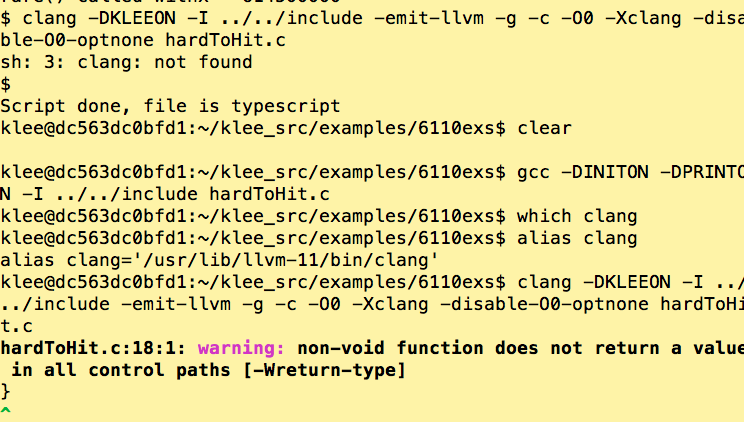 $ clang -DKLEEON -I ../../include -emit-llvm -g -c -O0 -Xclang -disa
ble-O0-optnone hardToHit.c
sh: 3: clang: not found
$
Script done, file is typescript
klee@dc563dc0bfd1:~/klee_src/examples/6110exs$ clear
klee@dc563dc0bfd1:~/klee_src/examples/6110exs$ gcc -DINITON -DPRINTO
N -I ../../include hardToHit.c
klee@dc563dc0bfd1:~/klee_src/examples/6110exs$ which clang
klee@dc563dc0bfd1:~/klee_src/examples/6110exs$ alias clang
alias clang='/usr/lib/llvm-11/bin/clang'
klee@dc563dc0bfd1:~/klee_src/examples/6110exs$ clang -DKLEEON -I ../
../include -emit-llvm -g -c -O0 -Xclang -disable-O0-optnone hardToHi
t.c
hardToHit.c:18:1: warning: non-void function does not return a value
in all control paths [-Wreturn-type]
}
^